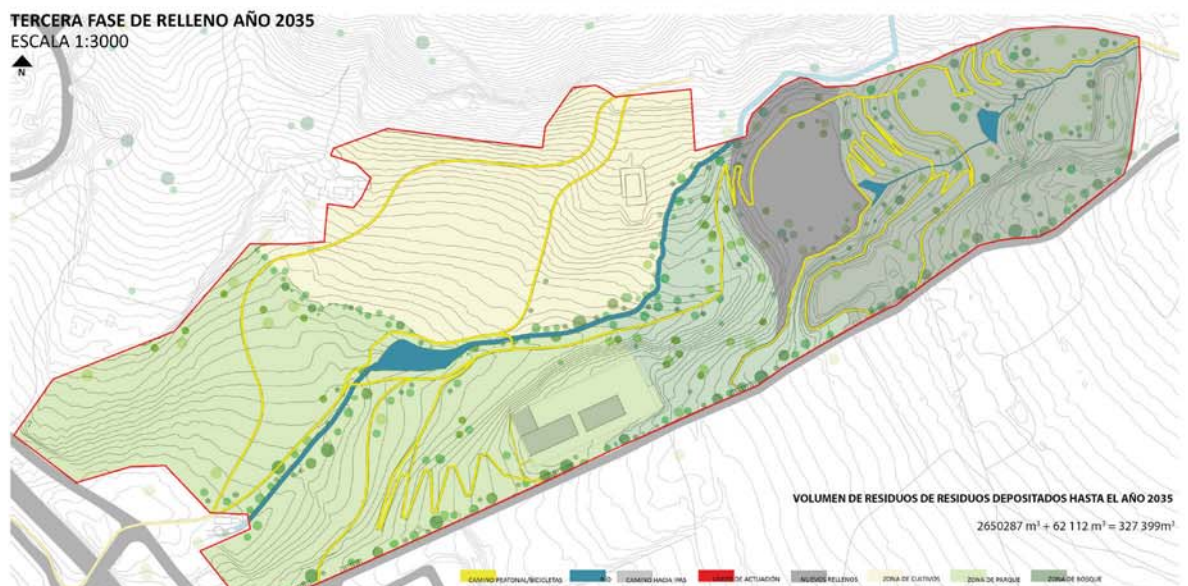 TERCERA FASE DE RELLENO AÑO 2035
ESCALA 1:3000
N
VOLUMEN DE RESIDUOS DE RESIDUOS DEPOSITADOS HASTA EL AÑO 2035
2650287 m³ + 62 112 m³ = 327 399m³
CAMINO PEATONAL/BICICLETAS
RIO
CAMINO HACIA
DE ACTUACIÓN
NUEVOS RELLENOS
ZONA DE CULTIVOS
ZONA DE PARQUE
ZONA DE BOSQUE